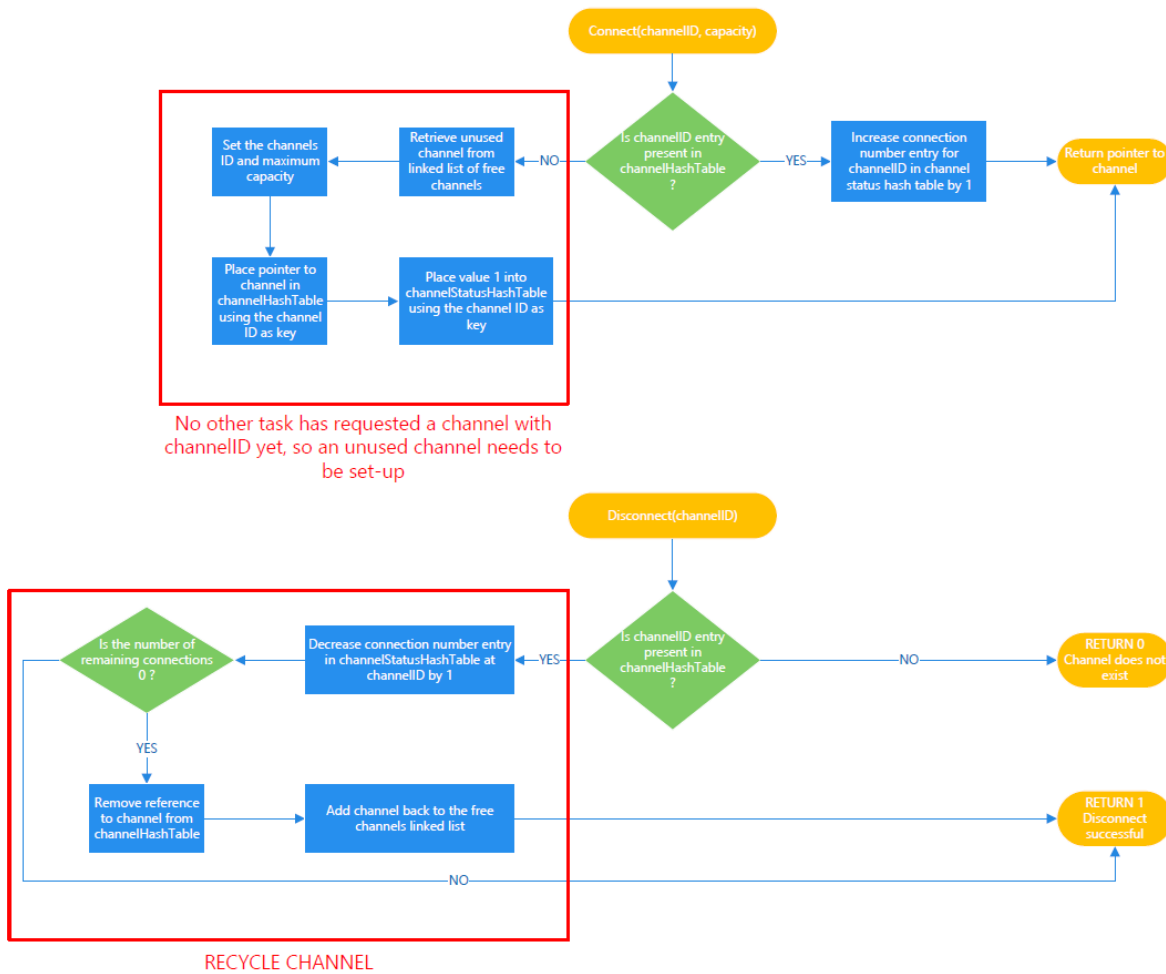 Connect(channelID, capacity)
Is channelID entry
present in
channelHashTable
?
NO
YES
Retrieve unused
channel from
linked list of free
channels
Set the channels
ID and maximum
capacity
Increase connection
number entry for
channelID in channel
status hash table by 1
Return pointer to
channel
Place pointer to
channel in
channelHashTable
using the channel
ID as key
Place value 1 into
channelStatusHashTable
using the channel ID as
key
No other task has requested a channel with
channelID yet, so an unused channel needs to
be set-up
Disconnect(channelID)
Is channelID entry
present in
channelHashTable
?
YES
NO
Decrease connection number entry
in channelStatusHashTable at
channelID by 1
Is the number of
remaining connections
0 ?
RETURN 0
Channel does not
exist
YES
Remove reference
to channel from
channelHashTable
Add channel back to the free
channels linked list
RETURN 1
Disconnect
successful
NO
RECYCLE CHANNEL